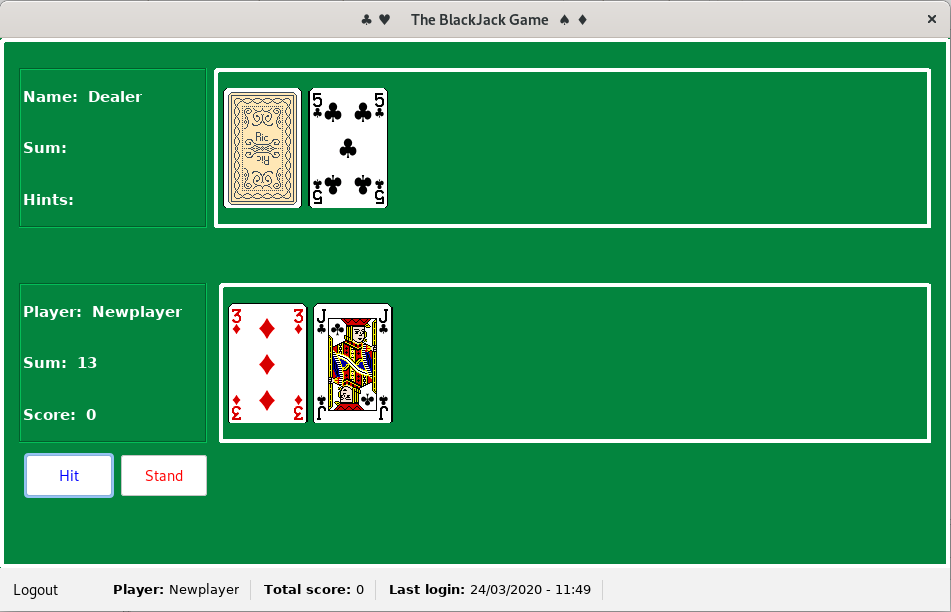 ♣ ♥ The BlackJack Game ♠ ♦
Name: Dealer
Sum:
Hints:
5 5
Ric
Ric
5 5
Player: Newplayer
Sum: 13
Score: 0
3 3 J J
3 3 J J
Hit Stand
Logout Player: Newplayer Total score: 0 Last login: 24/03/2020 - 11:49